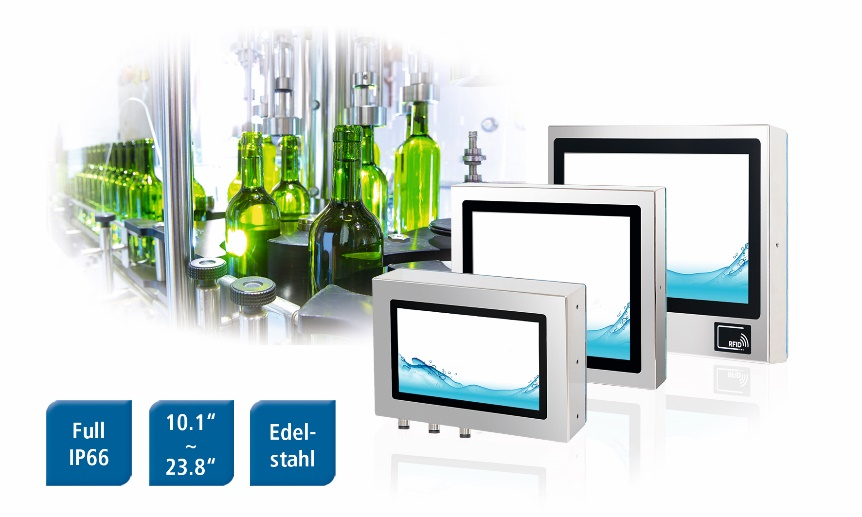 RFID
Full
IP66
10.1“
~
23.8“
Edel-
stahl